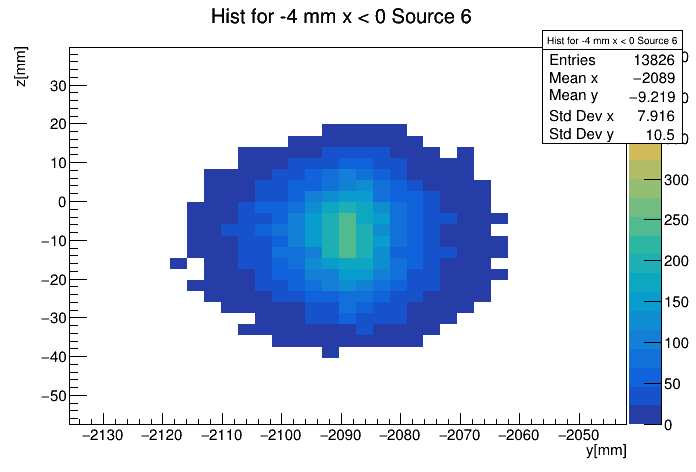 Hist for -4 mm x < 0 Source 6
z[mm]
Hist for -4 mm x < 0 Source 6
Entries 13826
Mean x −2089
Mean y −9.219
Std Dev x 7.916
Std Dev y 10.5
30
20
10
0
−10
−20
−30
−40
−50
300
250
200
150
100
50
0
−2130 −2120 −2110 −2100 −2090 −2080 −2070 −2060 −2050
y[mm]